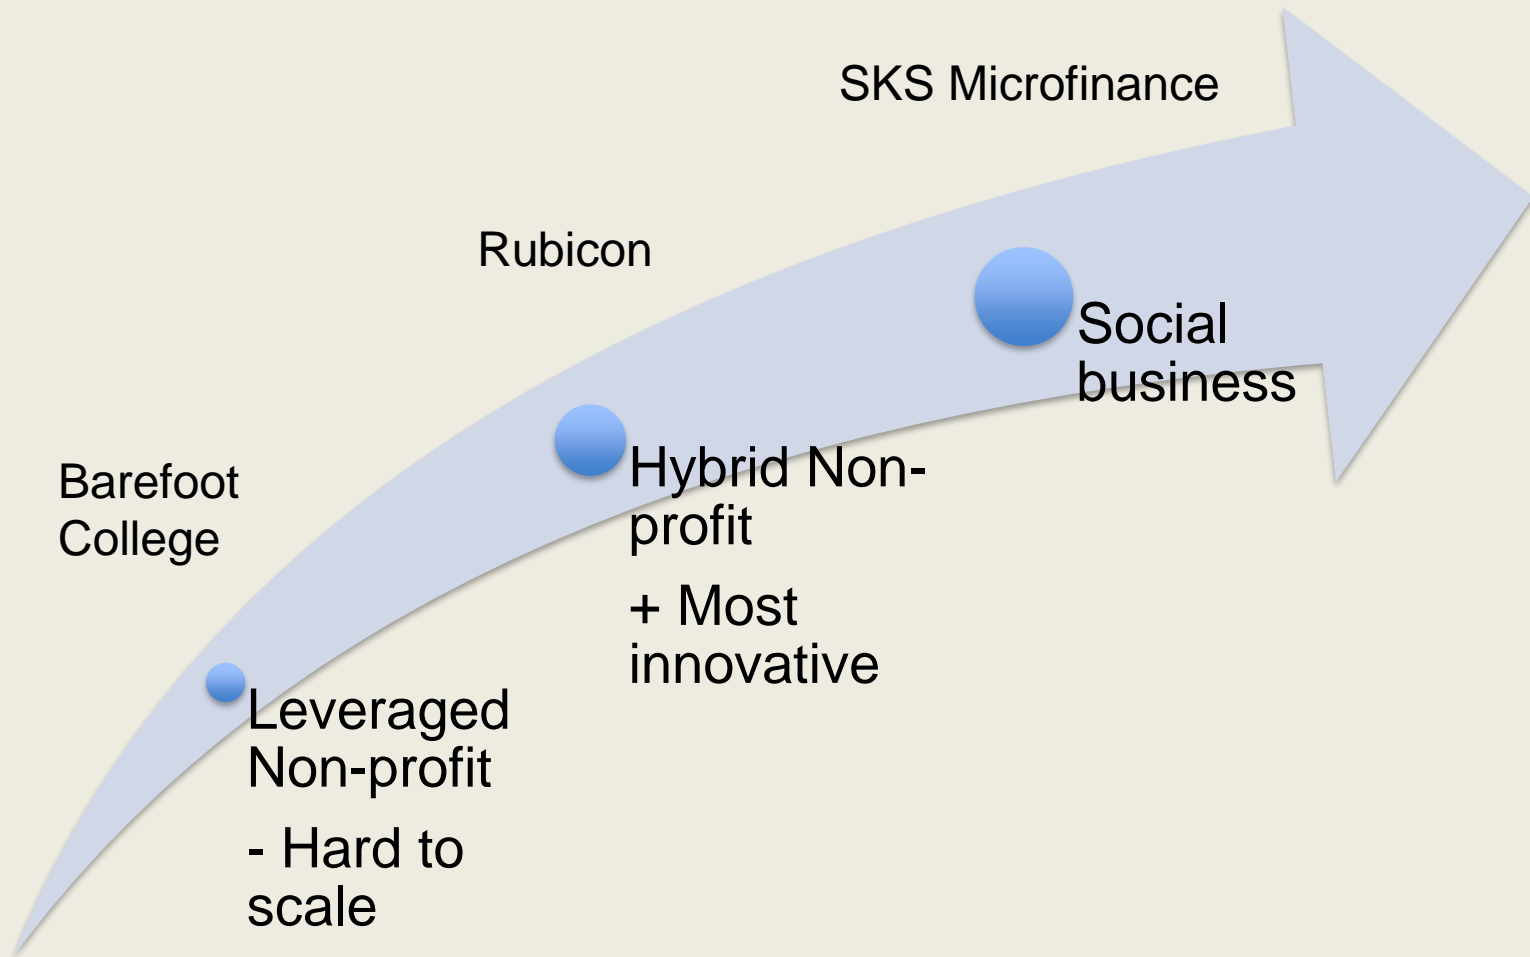 SKS Microfinance
Rubicon
Barefoot
College
Social
business
Hybrid Non-
profit
+ Most
innovative
Leveraged
Non-profit
- Hard to
scale